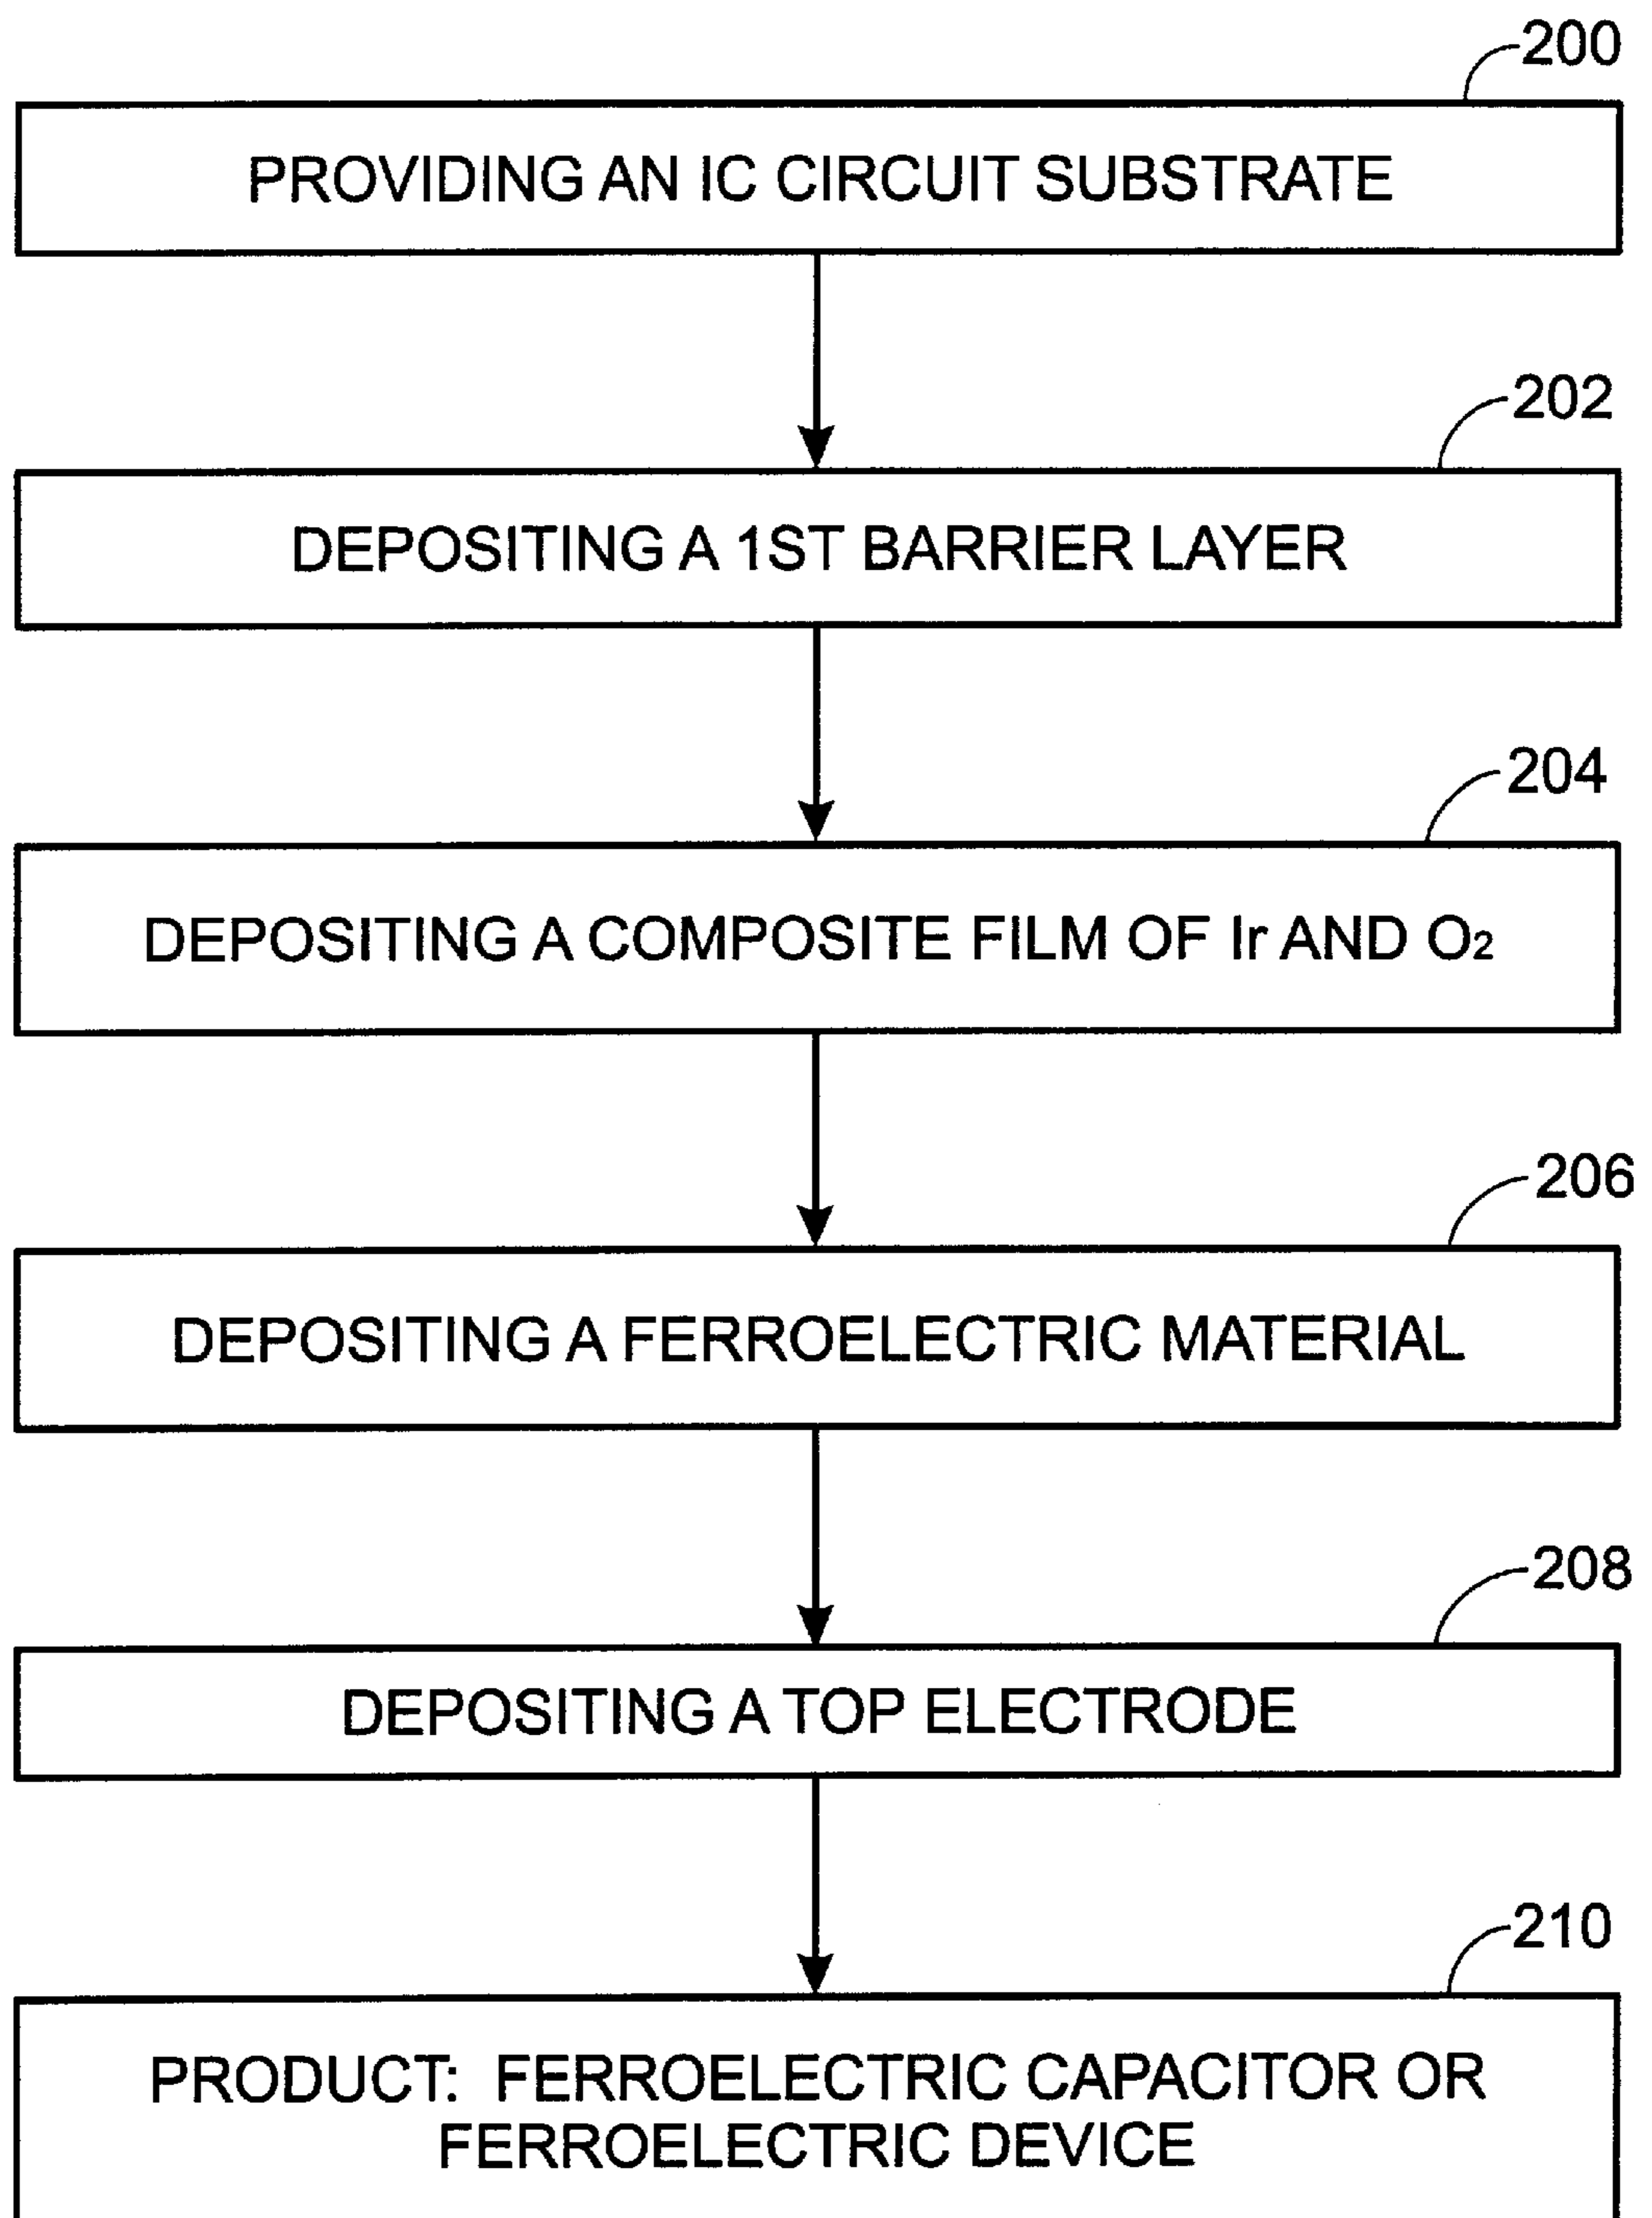 200
PROVIDING AN IC CIRCUIT SUBSTRATE
202
DEPOSITING A 1ST BARRIER LAYER
204
DEPOSITING A COMPOSITE FILM OF Ir AND O₂
206
DEPOSITING A FERROELECTRIC MATERIAL
208
DEPOSITING A TOP ELECTRODE
210
PRODUCT: FERROELECTRIC CAPACITOR OR
FERROELECTRIC DEVICE